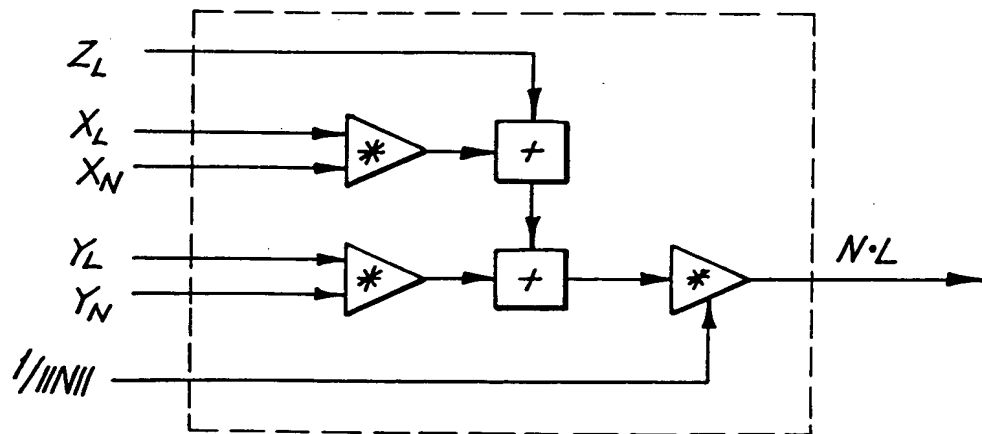 Z_L
X_L
*
+
X_N
Y_L
*
+
*
N·L
Y_N
1/||N||